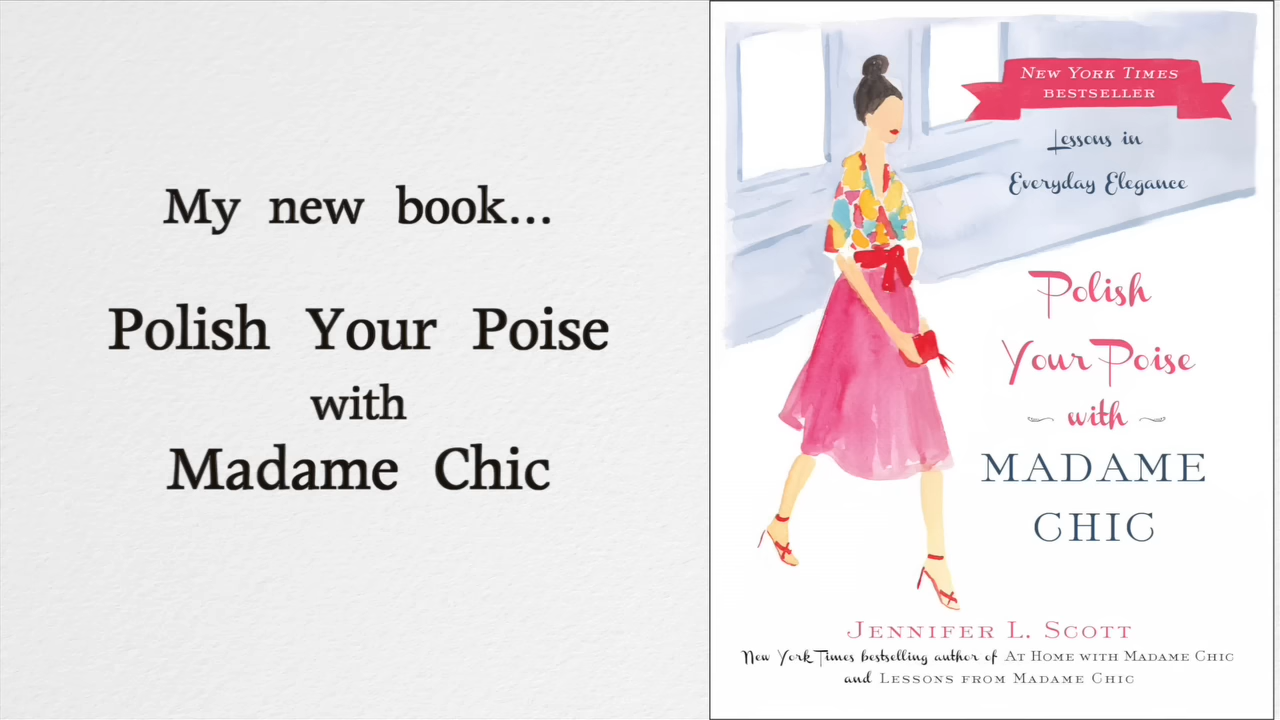 My new book...
Polish Your Poise
with
Madame Chic
NEW YORK TIMES
BESTSELLER
Lessons in
Everyday Elegance
Polish
Your Poise
with
MADAME
CHIC
JENNIFER L. SCOTT
New York Times bestselling author of AT HOME WITH MADAME CHIC
and LESSONS FROM MADAME CHIC